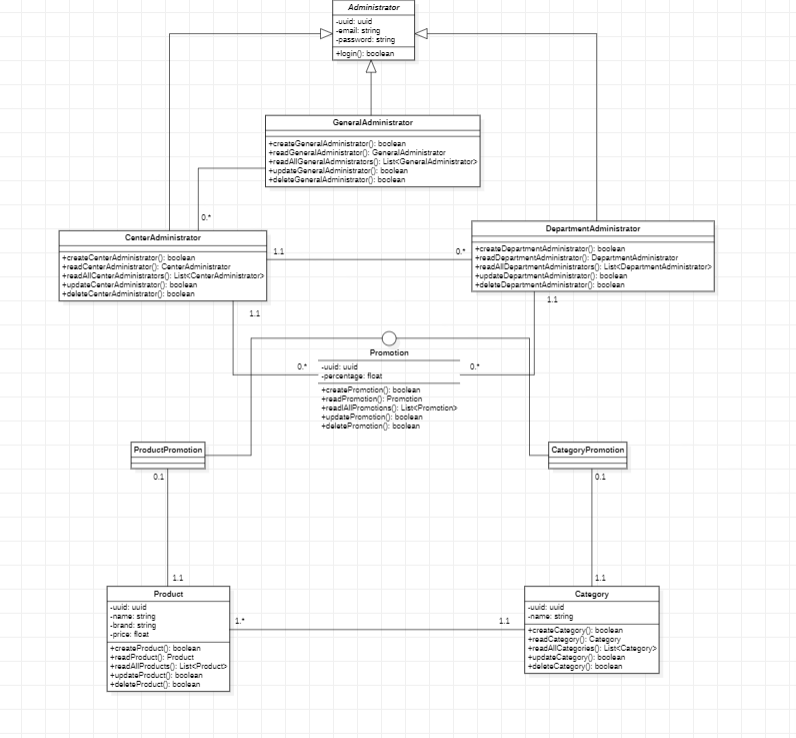 Administrator
-uuid: uuid
-email: string
-password: string
+login(): boolean
GeneralAdministrator
+createGeneralAdministrator(): boolean
+readGeneralAdministrator(): GeneralAdministrator
+readAllGeneralAdmnistrators(): List<GeneralAdministrator>
+updateGeneralAdministrator(): boolean
+deleteGeneralAdministrator(): boolean
0.*
CenterAdministrator
+createCenterAdministrator(): boolean
+readCenterAdministrator(): CenterAdministrator
+readAllCenterAdministrators(): List<CenterAdministrator>
+updateCenterAdministrator(): boolean
+deleteCenterAdministrator(): boolean
1.1
0.*
DepartmentAdministrator
+createDepartmentAdministrator(): boolean
+readDepartmentAdministrator(): DepartmentAdministrator
+readAllDepartmentAdministrators(): List<DepartmentAdministrator>
+updateDepartmentAdministrator(): boolean
+deleteDepartmentAdministrator(): boolean
1.1
1.1
0.*
0.*
Promotion
-uuid: uuid
-percentage: float
+createPromotion(): boolean
+readPromotion(): Promotion
+readlAllPromotions(): List<Promotion>
+updatePromotion(): boolean
+deletePromotion(): boolean
ProductPromotion
CategoryPromotion
0.1
0.1
1.1
1.1
Product
-uuid: uuid
-name: string
-brand: string
-price: float
+createProduct(): boolean
+readProduct(): Product
+readAllProducts(): List<Product>
+updateProduct(): boolean
+deleteProduct(): boolean
1.*
1.1
Category
-uuid: uuid
-name: string
+createCategory(): boolean
+readCategory(): Category
+readAllCategories(): List<Category>
+updateCategory(): boolean
+deleteCategory(): boolean